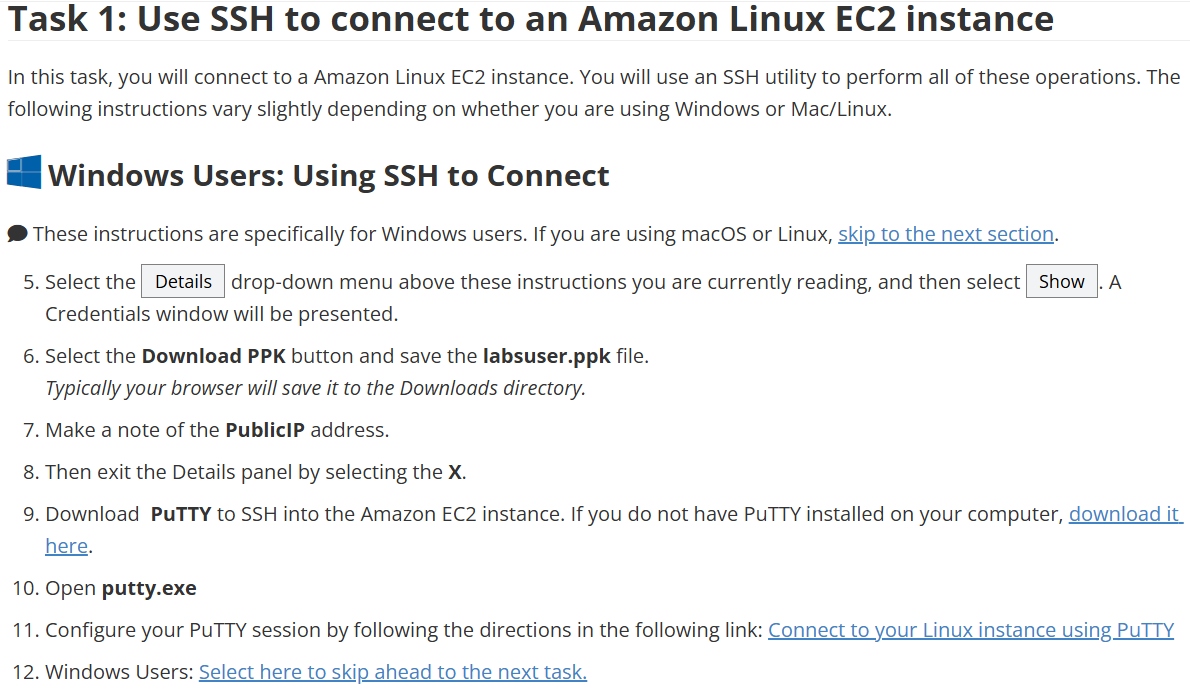 Task 1: Use SSH to connect to an Amazon Linux EC2 instance
In this task, you will connect to a Amazon Linux EC2 instance. You will use an SSH utility to perform all of these operations. The
following instructions vary slightly depending on whether you are using Windows or Mac/Linux.
Windows Users: Using SSH to Connect
These instructions are specifically for Windows users. If you are using macOS or Linux, skip to the next section.
5. Select the Details drop-down menu above these instructions you are currently reading, and then select Show. A
Credentials window will be presented.
6. Select the Download PPK button and save the labsuser.ppk file.
Typically your browser will save it to the Downloads directory.
7. Make a note of the PublicIP address.
8. Then exit the Details panel by selecting the X.
9. Download PuTTY to SSH into the Amazon EC2 instance. If you do not have PuTTY installed on your computer, download it
here.
10. Open putty.exe
11. Configure your PuTTY session by following the directions in the following link: Connect to your Linux instance using PuTTY
12. Windows Users: Select here to skip ahead to the next task.